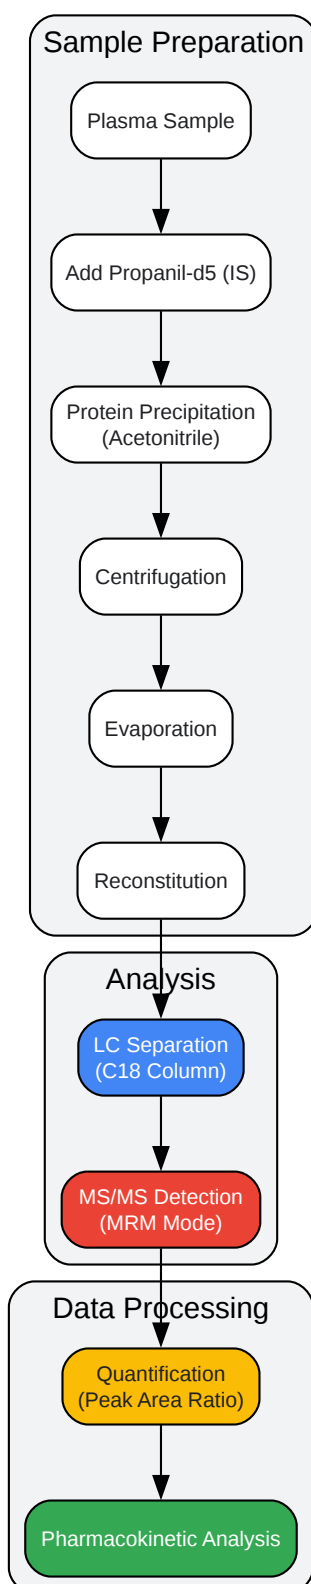 Sample Preparation
Plasma Sample
Add Propanil-d5 (IS)
Protein Precipitation
(Acetonitrile)
Centrifugation
Evaporation
Reconstitution
Analysis
LC Separation
(C18 Column)
MS/MS Detection
(MRM Mode)
Data Processing
Quantification
(Peak Area Ratio)
Pharmacokinetic Analysis